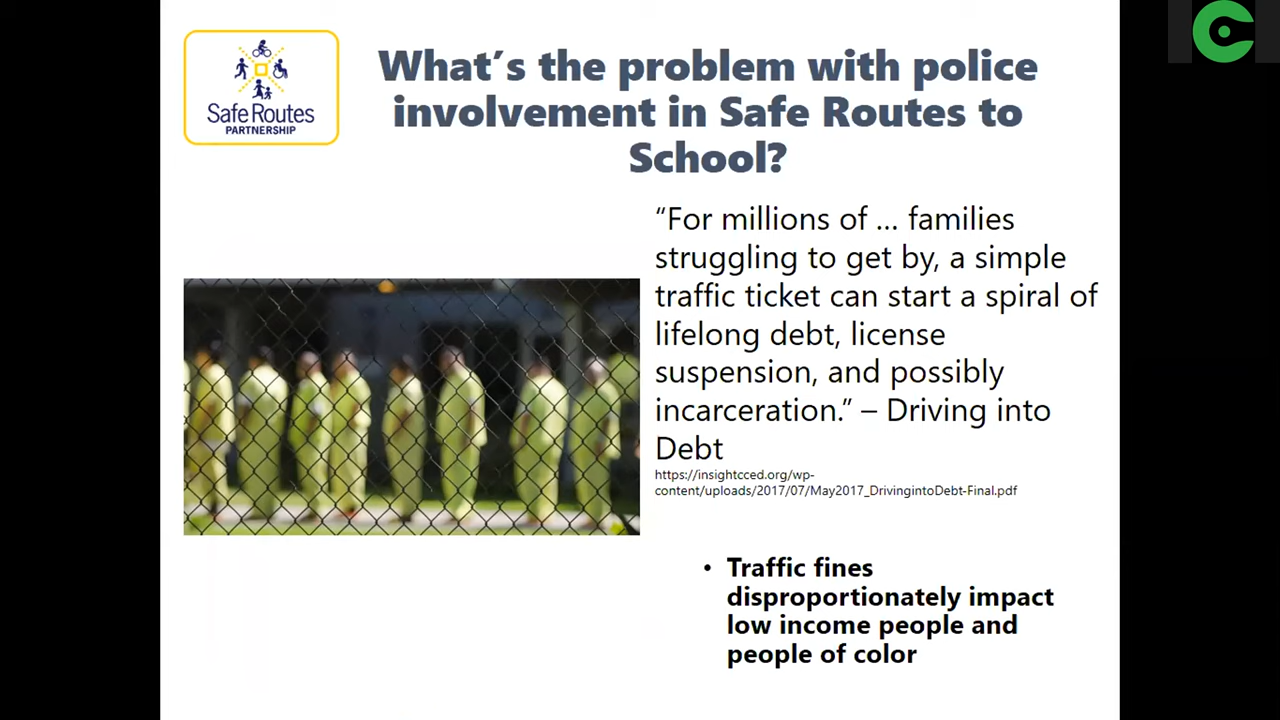 Safe Routes
PARTNERSHIP
What's the problem with police
involvement in Safe Routes to
School?
“For millions of ... families
struggling to get by, a simple
traffic ticket can start a spiral of
lifelong debt, license
suspension, and possibly
incarceration.” – Driving into
Debt
https://insightcced.org/wp-
content/uploads/2017/07/May2017_DrivingintoDebt-Final.pdf
• Traffic fines
disproportionately impact
low income people and
people of color